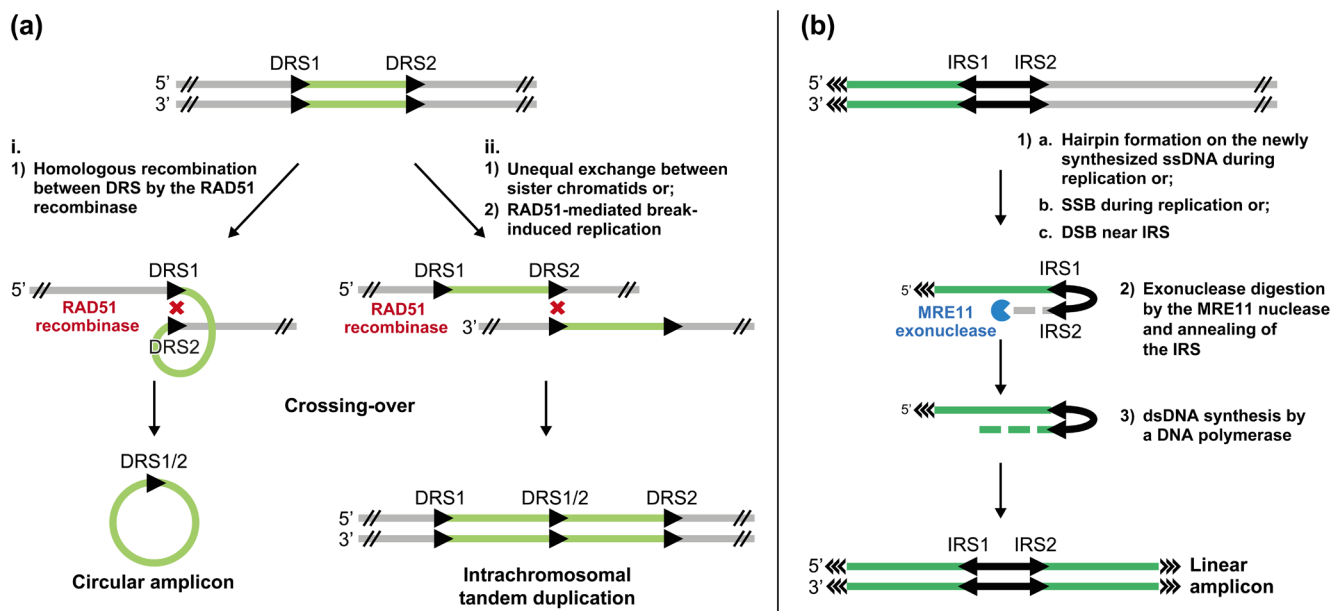 (a)
DRS1 DRS2
5’
3’
i.
1) Homologous recombination
between DRS by the RAD51
recombinase
ii.
1) Unequal exchange between
sister chromatids or;
2) RAD51-mediated break-
induced replication
DRS1
5’
RAD51
recombinase
DRS2
DRS1 DRS2
5’
RAD51
recombinase
3’
Crossing-over
DRS1/2
Circular amplicon
DRS1 DRS1/2 DRS2
5’
3’
Intrachromosomal
tandem duplication
(b)
IRS1 IRS2
5’
3’
1) a. Hairpin formation on the newly
synthesized ssDNA during
replication or;
b. SSB during replication or;
c. DSB near IRS
IRS1
5’
MRE11
exonuclease
IRS2
2) Exonuclease digestion
by the MRE11 nuclease
and annealing of
the IRS
5’
3) dsDNA synthesis by
a DNA polymerase
IRS1 IRS2
5’
3’
Linear
amplicon